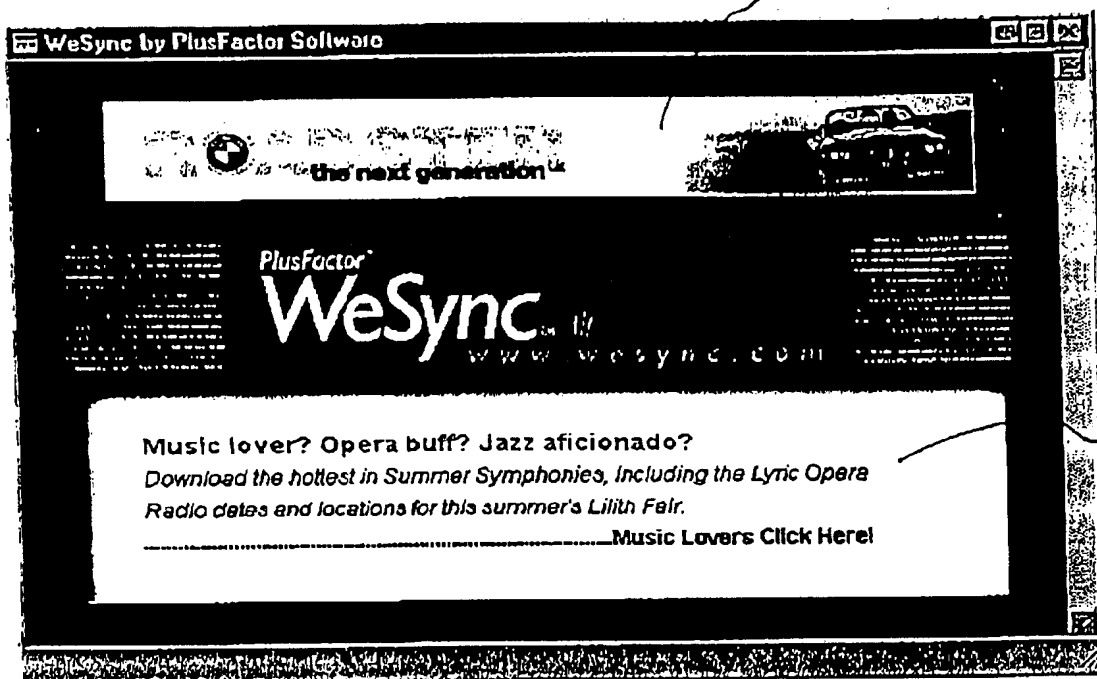 WeSync by PlusFactor Software
the next generation
PlusFactor™
WeSync
www.wesync.com
Music lover? Opera buff? Jazz aficionado?
Download the hottest in Summer Symphonies, Including the Lyric Opera
Radio dates and locations for this summer's Lilith Fair.
Music Lovers Click Here!